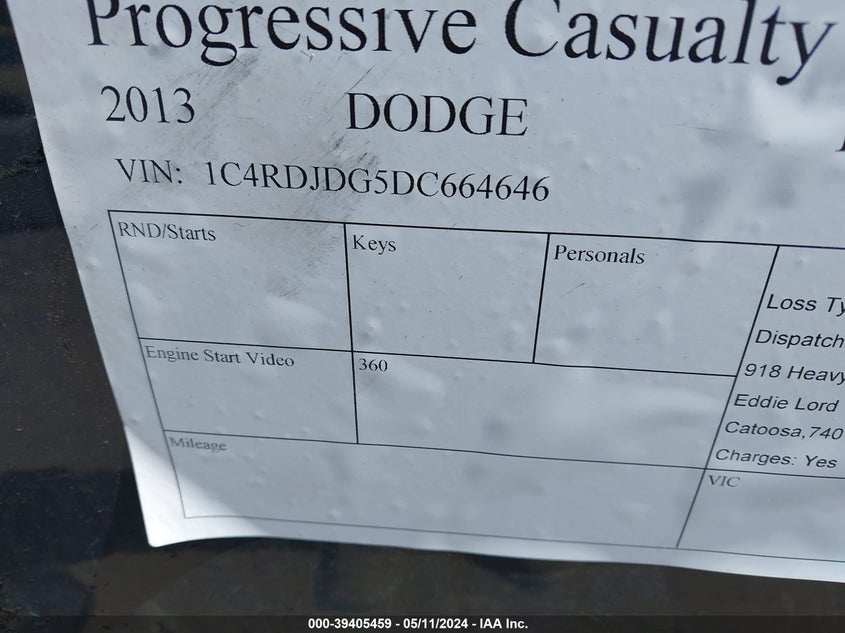 Progressive Casualty
2013 DODGE
VIN: 1C4RDJDG5DC664646
RND/Starts
Keys
Personals
Engine Start Video
360
Mileage
Loss Ty
Dispatch
918 Heavy
Eddie Lord
Catoosa,740
Charges: Yes
VIC
000-39405459 - 05/11/2024 - IAA Inc.